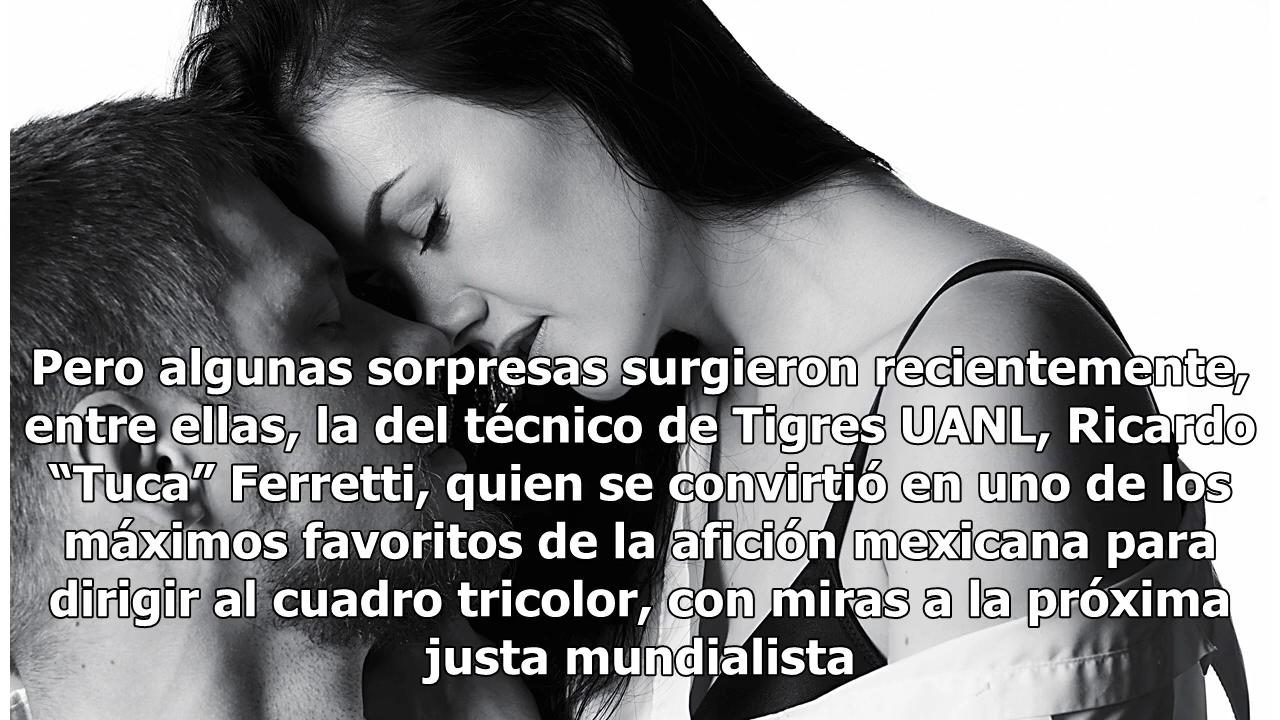 Pero algunas sorpresas surgieron recientemente,
entre ellas, la del técnico de Tigres UANL, Ricardo
“Tuca” Ferretti, quien se convirtió en uno de los
máximos favoritos de la afición mexicana para
dirigir al cuadro tricolor, con miras a la próxima
justa mundialista